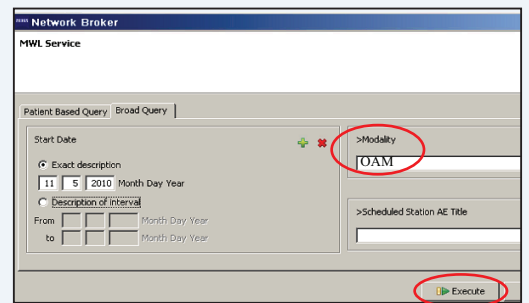 Network Broker
MWL Service
Patient Based Query Broad Query
Start Date
Exact description
11 5 2010 Month Day Year
Description of interval
From Month Day Year
to Month Day Year
>Modality
OAM
>Scheduled Station AE Title
Execute